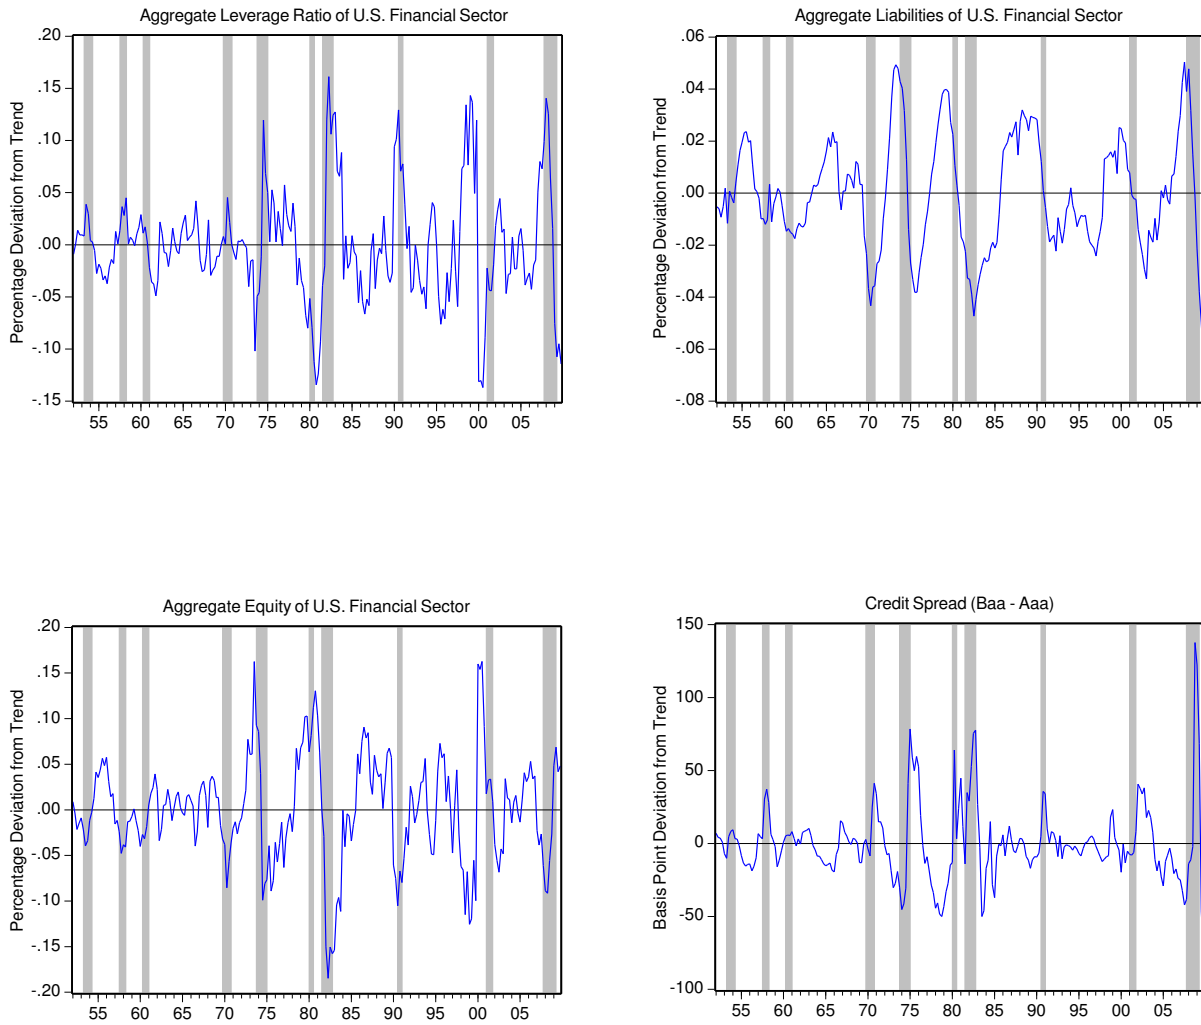 Aggregate Leverage Ratio of U.S. Financial Sector
Percentage Deviation from Trend
.20
.15
.10
.05
.00
-.05
-.10
-.15
55 60 65 70 75 80 85 90 95 00 05
Aggregate Liabilities of U.S. Financial Sector
Percentage Deviation from Trend
.06
.04
.02
.00
-.02
-.04
-.06
-.08
55 60 65 70 75 80 85 90 95 00 05
Aggregate Equity of U.S. Financial Sector
Percentage Deviation from Trend
.20
.15
.10
.05
.00
-.05
-.10
-.15
-.20
55 60 65 70 75 80 85 90 95 00 05
Credit Spread (Baa - Aaa)
Basis Point Deviation from Trend
150
100
50
0
-50
-100
55 60 65 70 75 80 85 90 95 00 05